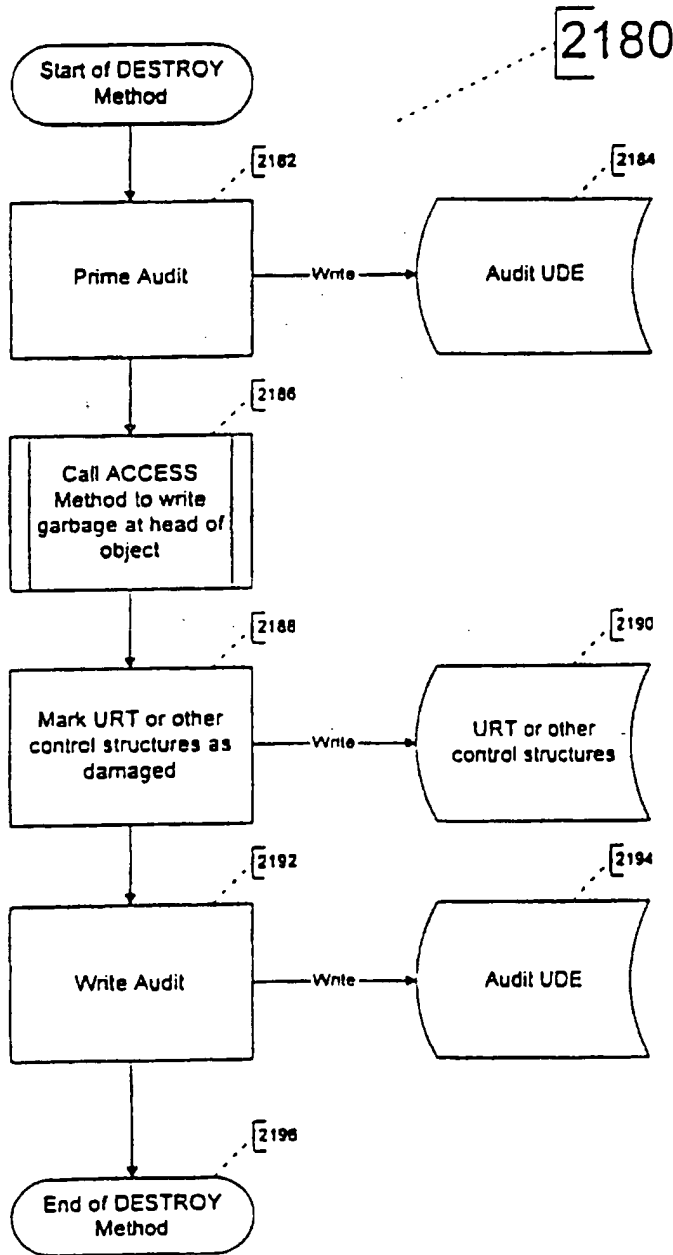 2180
Start of DESTROY
Method
2182
2184
Prime Audit
Write
Audit UDE
2186
Call ACCESS
Method to write
garbage at head of
object
2188
2190
Mark URT or other
control structures as
damaged
Write
URT or other
control structures
2192
2194
Write Audit
Write
Audit UDE
2196
End of DESTROY
Method